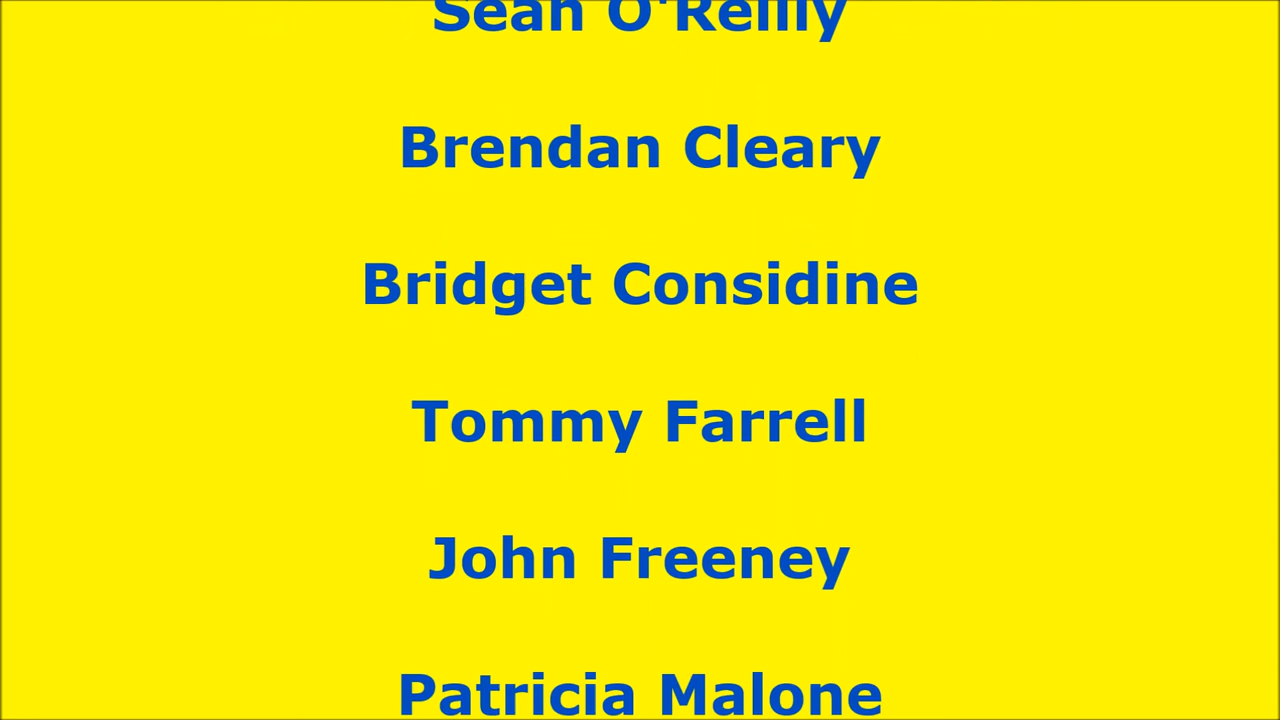 Sean O'Reilly
Brendan Cleary
Bridget Considine
Tommy Farrell
John Freeney
Patricia Malone